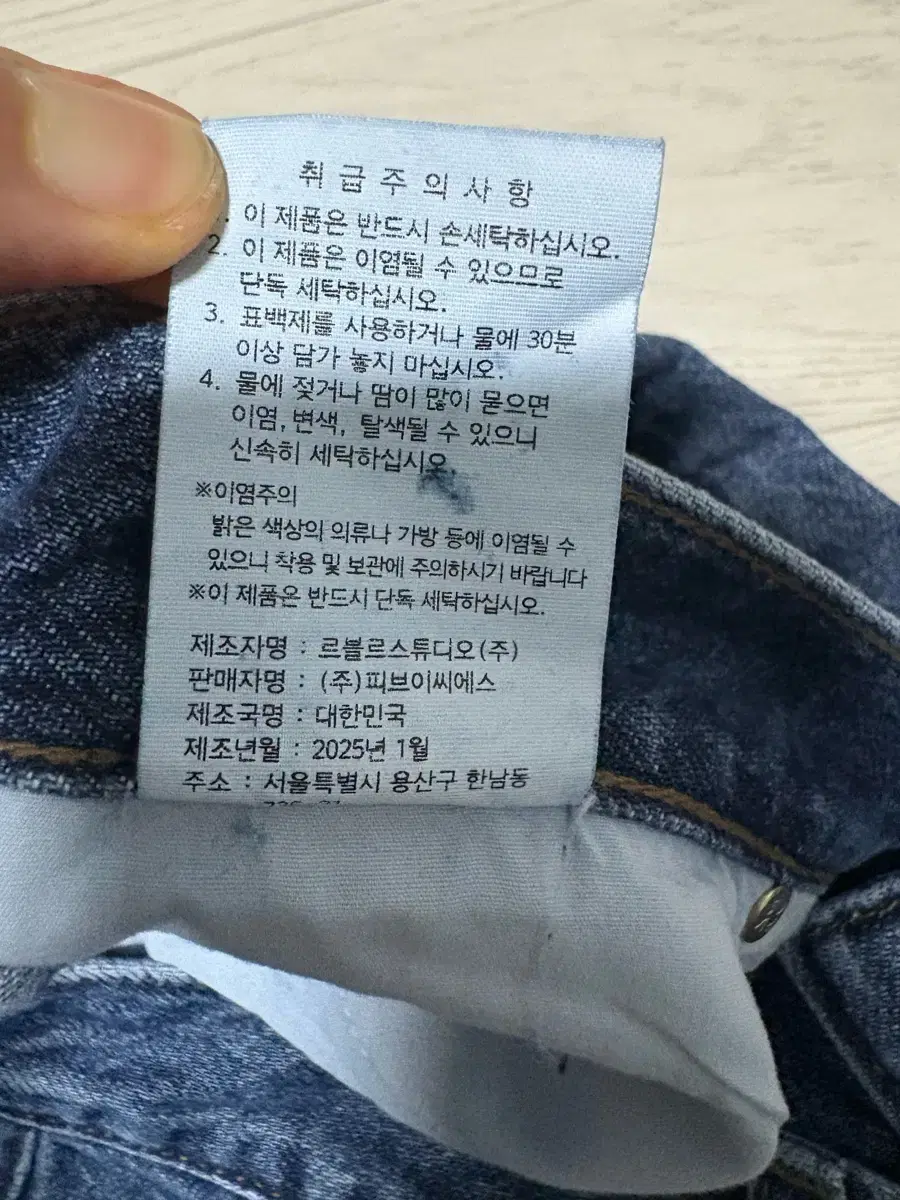 취급주의사항
. 이 제품은 반드시 손세탁하십시오.
2. 이 제품은 이염될 수 있으므로
단독 세탁하십시오.
3. 표백제를 사용하거나 물에 30분
이상 담가 놓지 마십시오.
4. 물에 젖거나 땀이 많이 묻으면
이염, 변색, 탈색될 수 있으니
신속히 세탁하십시오.
※이염주의
밝은 색상의 의류나 가방 등에 이염될 수
있으니 착용 및 보관에 주의하시기 바랍니다
※이 제품은 반드시 단독 세탁하십시오.
제조자명 : 르블르스튜디오(주)
판매자명 : (주)피브이씨에스
제조국명 : 대한민국
제조년월 : 2025년 1월
주소 : 서울특별시 용산구 한남동